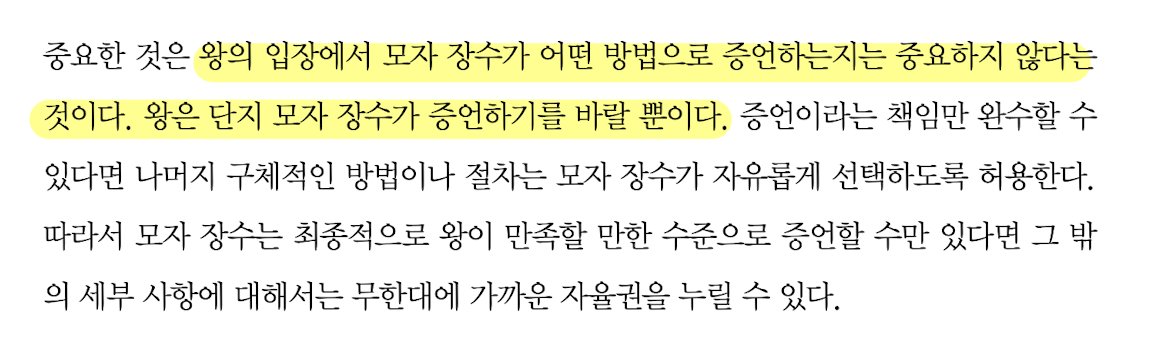 중요한 것은 왕의 입장에서 모자 장수가 어떤 방법으로 증언하는지는 중요하지 않다는
것이다. 왕은 단지 모자 장수가 증언하기를 바랄 뿐이다. 증언이라는 책임만 완수할 수
있다면 나머지 구체적인 방법이나 절차는 모자 장수가 자유롭게 선택하도록 허용한다.
따라서 모자 장수는 최종적으로 왕이 만족할 만한 수준으로 증언할 수만 있다면 그 밖
의 세부 사항에 대해서는 무한대에 가까운 자율권을 누릴 수 있다.